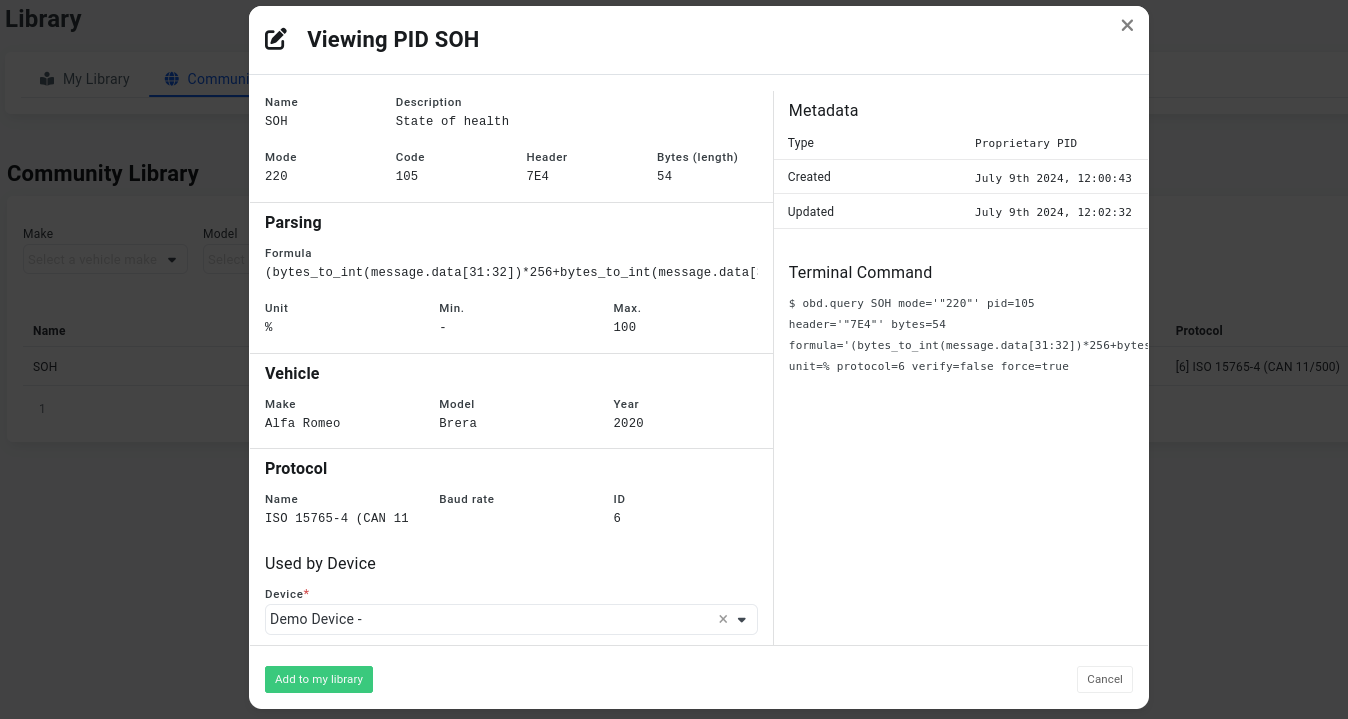 Library
My Library
Communi
Community Library
Make
Model
Select a vehicle make
Select
Name
Protocol
SOH
[6] ISO 15765-4 (CAN 11/500)
1
Viewing PID SOH
Name
Description
SOH
State of health
Mode
Code
Header
Bytes (length)
220
105
7E4
54
Parsing
Formula
(bytes_to_int(message.data[31:32])*256+bytes_to_int(message.data[
Unit
Min.
Max.
%
-
100
Vehicle
Make
Model
Year
Alfa Romeo
Brera
2020
Protocol
Name
Baud rate
ID
ISO 15765-4 (CAN 11
6
Used by Device
Device*
Demo Device -
Metadata
Type
Proprietary PID
Created
July 9th 2024, 12:00:43
Updated
July 9th 2024, 12:02:32
Terminal Command
$ obd.query SOH mode='"220"' pid=105
header='"7E4"' bytes=54
formula='(bytes_to_int(message.data[31:32])*256+bytes
unit=% protocol=6 verify=false force=true
Add to my library
Cancel